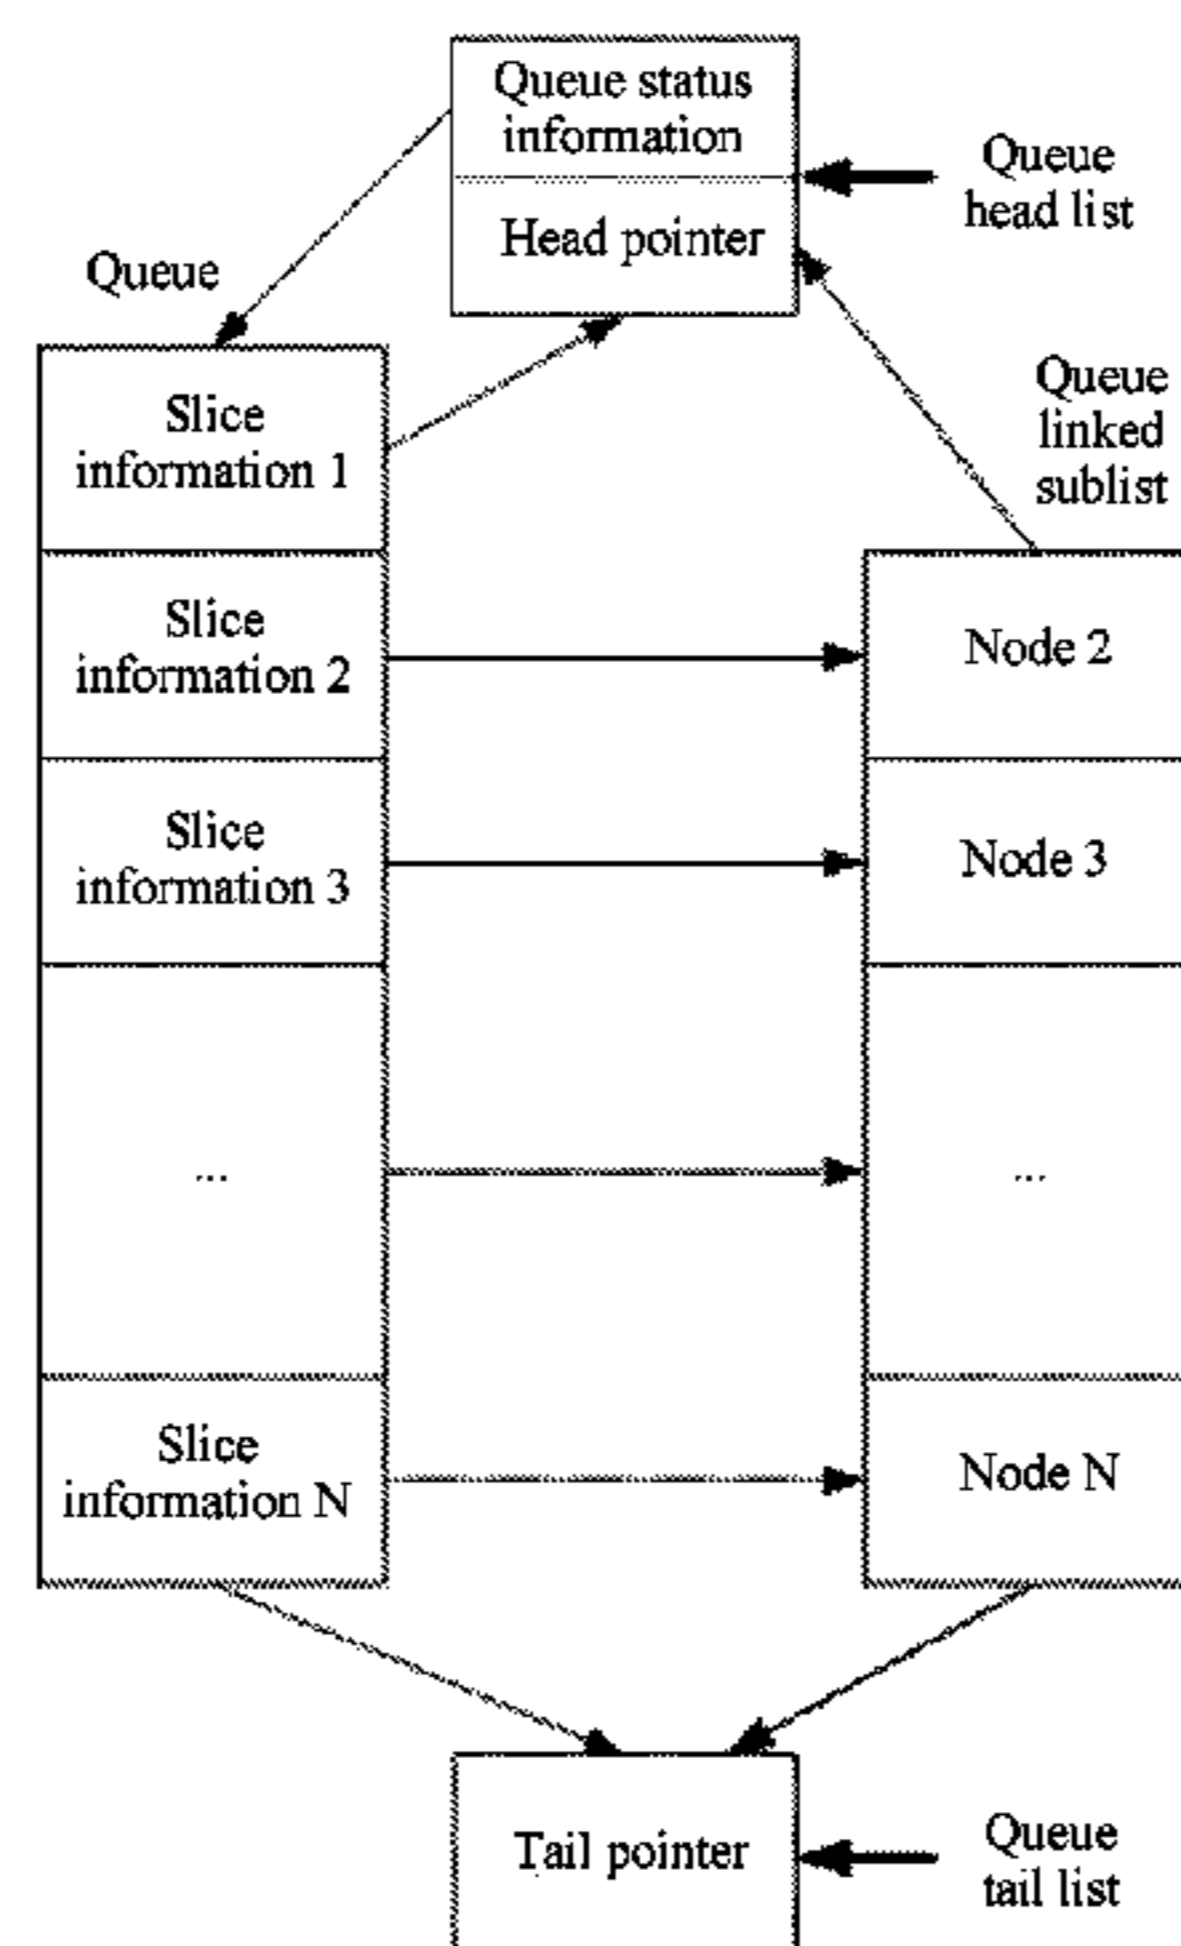 Queue status
information
Head pointer
Queue
head list
Queue
Queue
linked
sublist
Slice
information 1
Slice
information 2
Node 2
Slice
information 3
Node 3
...
...
Slice
information N
Node N
Tail pointer
Queue
tail list